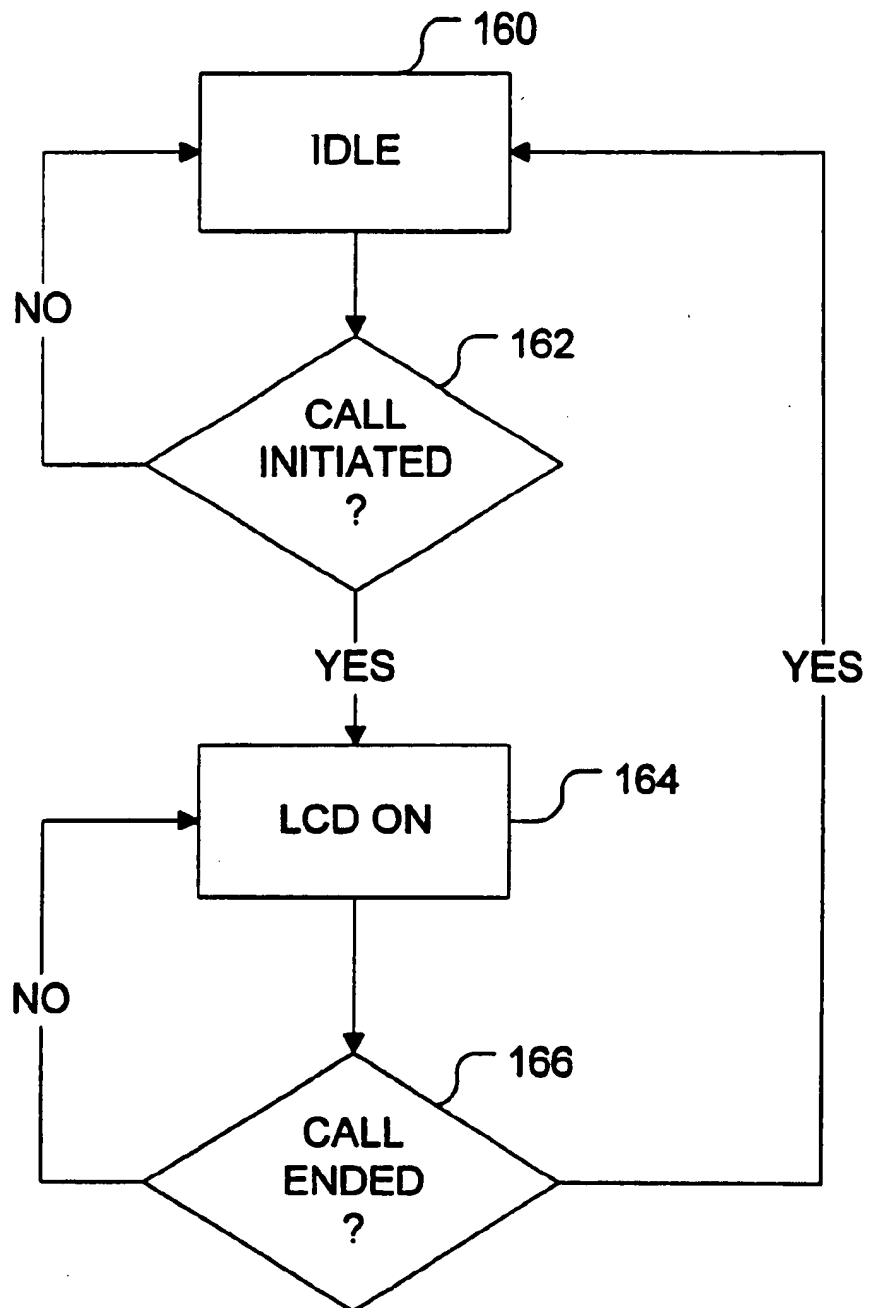 160
IDLE
NO
162
CALL
INITIATED
?
YES
YES
164
LCD ON
NO
166
CALL
ENDED
?